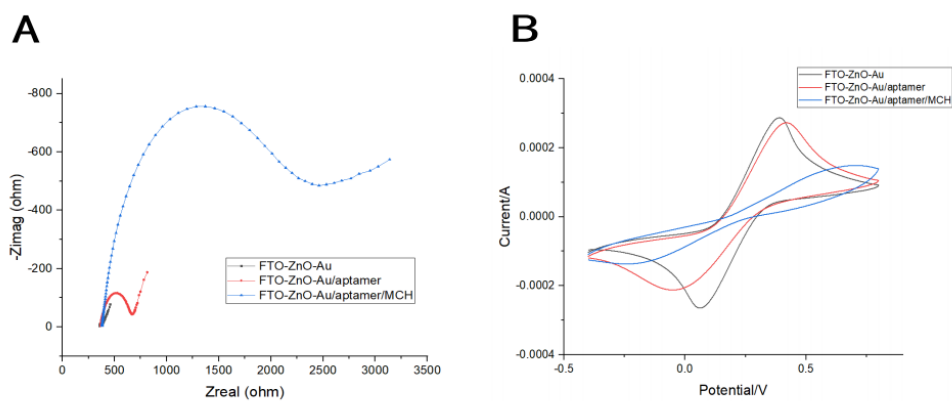 A
-800
-600
-400
-200
0
-Zimag (ohm)
FTO-ZnO-Au
FTO-ZnO-Au/aptamer
FTO-ZnO-Au/aptamer/MCH
0 500 1000 1500 2000 2500 3000 3500
Zreal (ohm)
B
FTO-ZnO-Au
FTO-ZnO-Au/aptamer
FTO-ZnO-Au/aptamer/MCH
0.0004
0.0002
0.0000
-0.0002
-0.0004
Current/A
-0.5 0.0 0.5
Potential/V